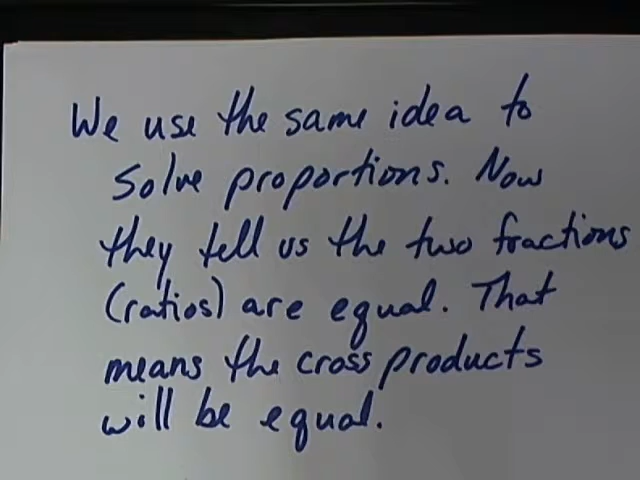 We use the same idea to
solve proportions. Now
they tell us the two fractions
(ratios) are equal. That
means the cross products
will be equal.